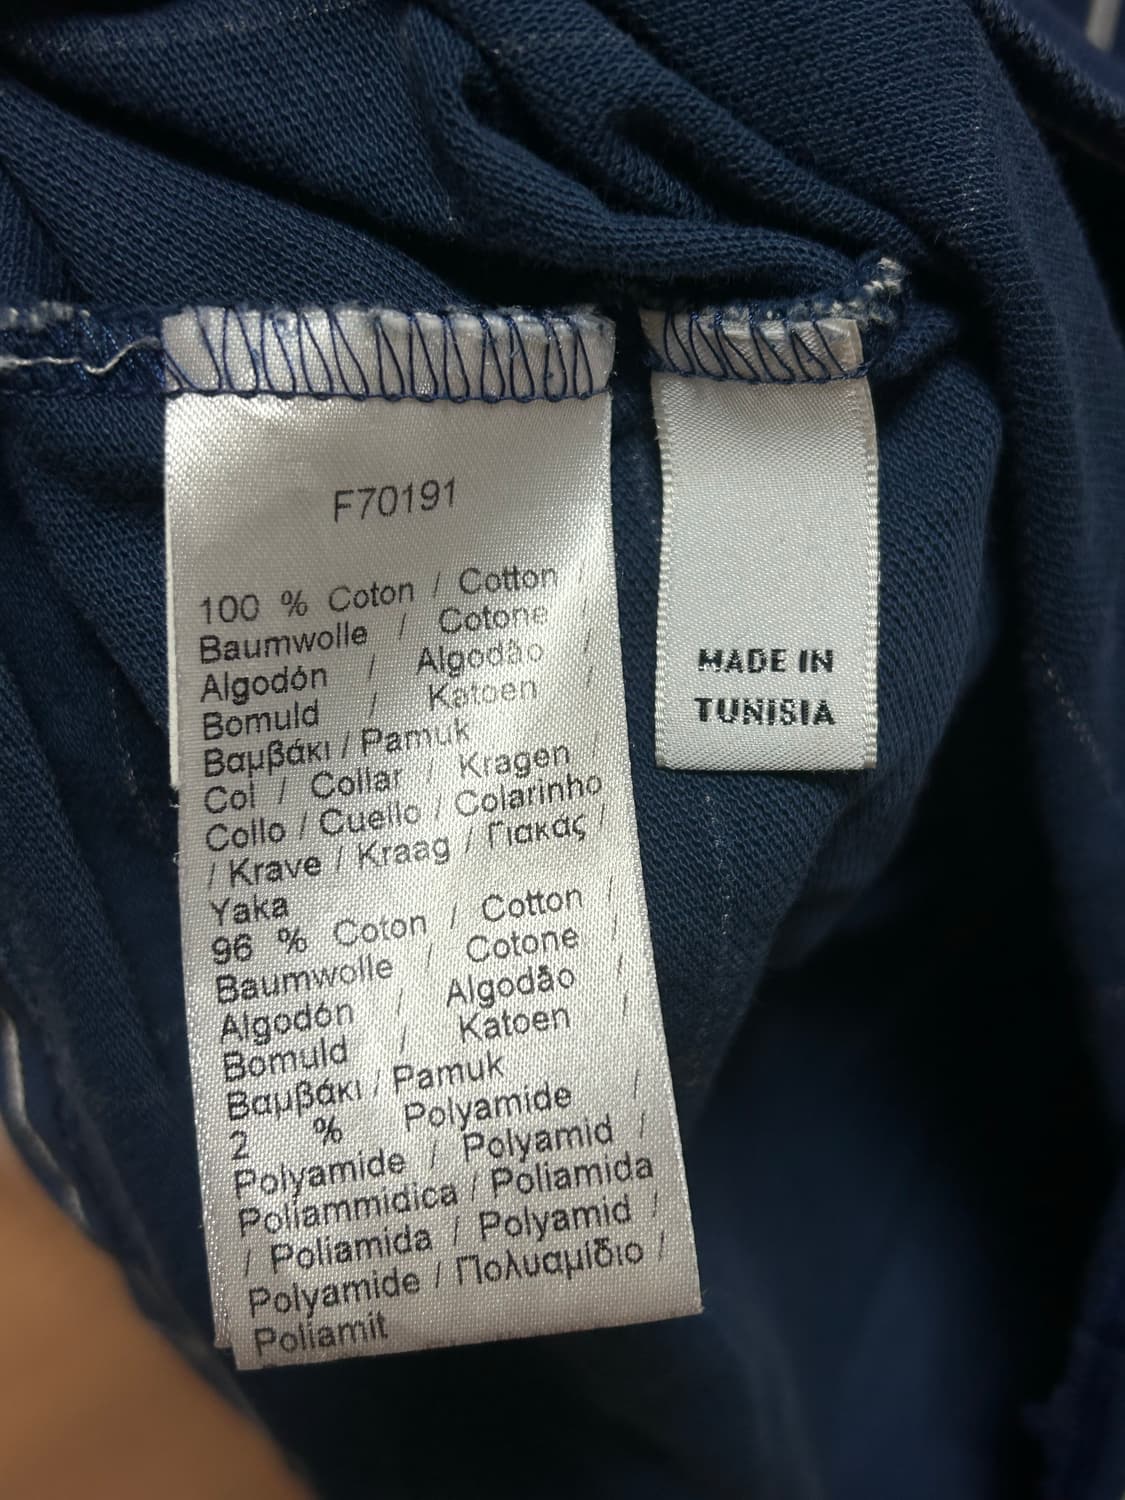 F70191
100 % Coton / Cotton /
Baumwolle / Cotone /
Algodón / Algodão /
Bomuld / Katoen /
Βαμβάκι / Pamuk
Col / Collar / Kragen /
Collo / Cuello / Colarinho
/ Krave / Kraag / Γιακάς /
Yaka
96 % Coton / Cotton /
Baumwolle / Cotone /
Algodón / Algodão /
Bomuld / Katoen /
Βαμβάκι / Pamuk
2 % Polyamide /
Polyamide / Polyamid /
Poliammidica / Poliamida
/ Poliamida / Polyamid /
Polyamide / Πολυαμίδιο /
Poliamit
MADE IN
TUNISIA